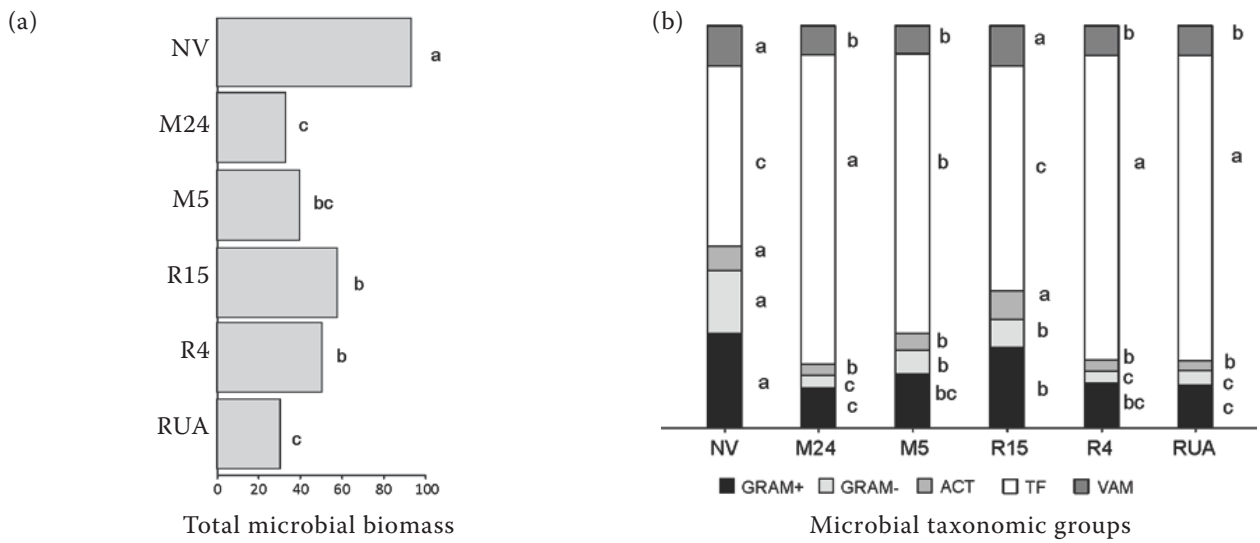 (a)
NV
a
M24
c
M5
bc
R15
b
R4
b
RUA
c
0 20 40 60 80 100
Total microbial biomass
(b)
a b b a b b
c a b c a a
a b b a b b
a c b b c c
a c bc b bc c
NV M24 M5 R15 R4 RUA
GRAM+ GRAM- ACT TF VAM
Microbial taxonomic groups